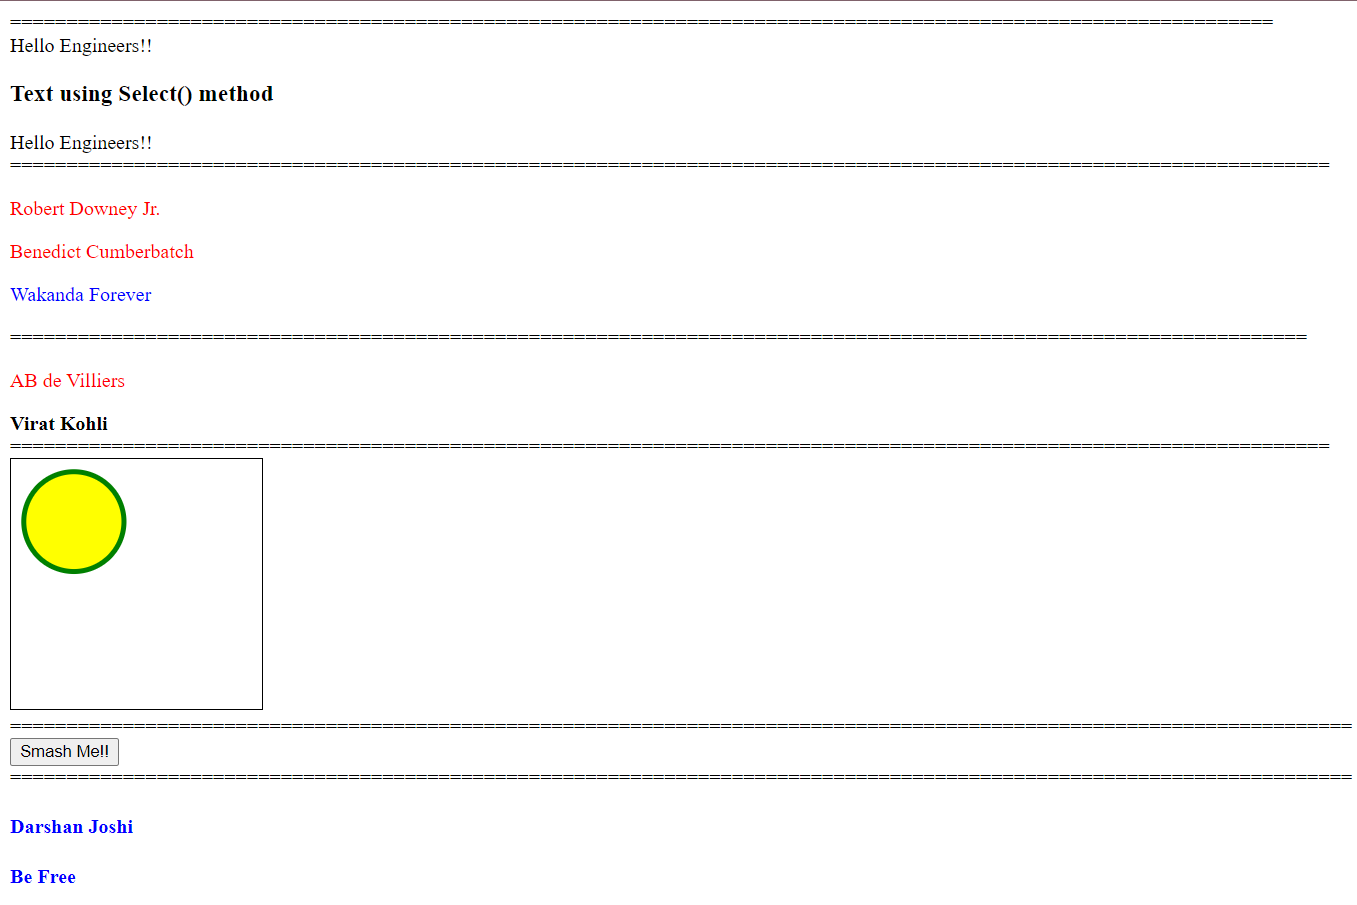 ================================================================================================================
Hello Engineers!!
Text using Select() method
Hello Engineers!!
=====================================================================================================================
Robert Downey Jr.
Benedict Cumberbatch
Wakanda Forever
===================================================================================================================
AB de Villiers
Virat Kohli
=====================================================================================================================
=======================================================================================================================
Smash Me!!
=======================================================================================================================
Darshan Joshi
Be Free